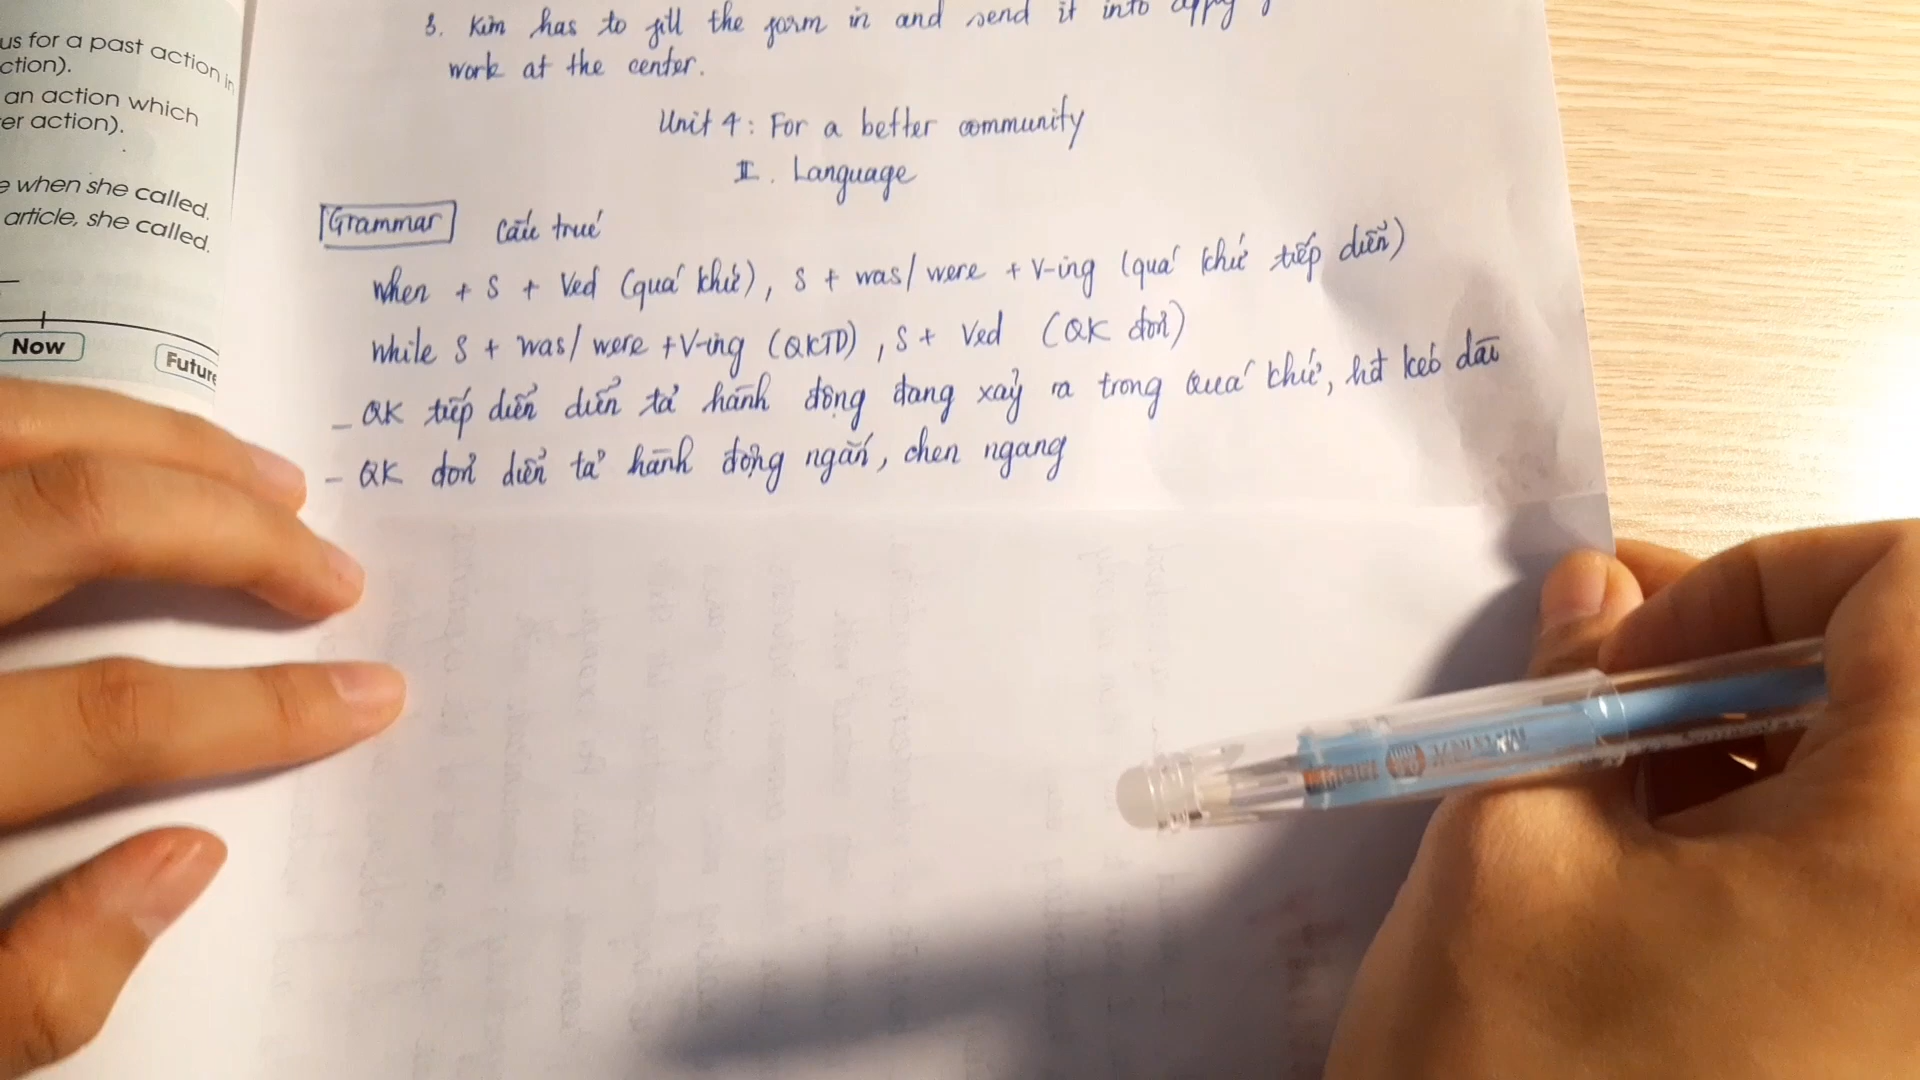 us for a past action in
ction).
an action which
er action).
e when she called.
article, she called.
Now
Future
3. Kim has to fill the form in and send it into apply
work at the center.
Unit 4: For a better community
II. Language
Grammar cấu trúc
when + S + Ved (quá khứ), S + was/were + V-ing (quá khứ tiếp diễn)
while S + was/were +V-ing (QKTD), S + Ved (QK đơn)
_ QK tiếp diễn diễn tả hành động đang xảy ra trong quá khứ, hđ kéo dài
- QK đơn diễn tả hành động ngắn, chen ngang